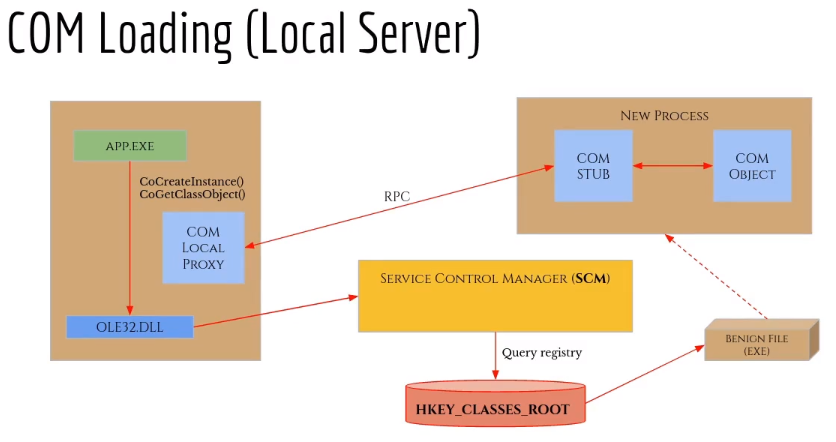 COM Loading (Local Server)
APP.EXE
CoCreateInstance()
CoGetClassObject()
COM
LOCAL
PROXY
OLE32.DLL
RPC
NEW PROCESS
COM
STUB
COM
OBJECT
SERVICE CONTROL MANAGER (SCM)
Query registry
HKEY_CLASSES_ROOT
BENIGN FILE
(EXE)